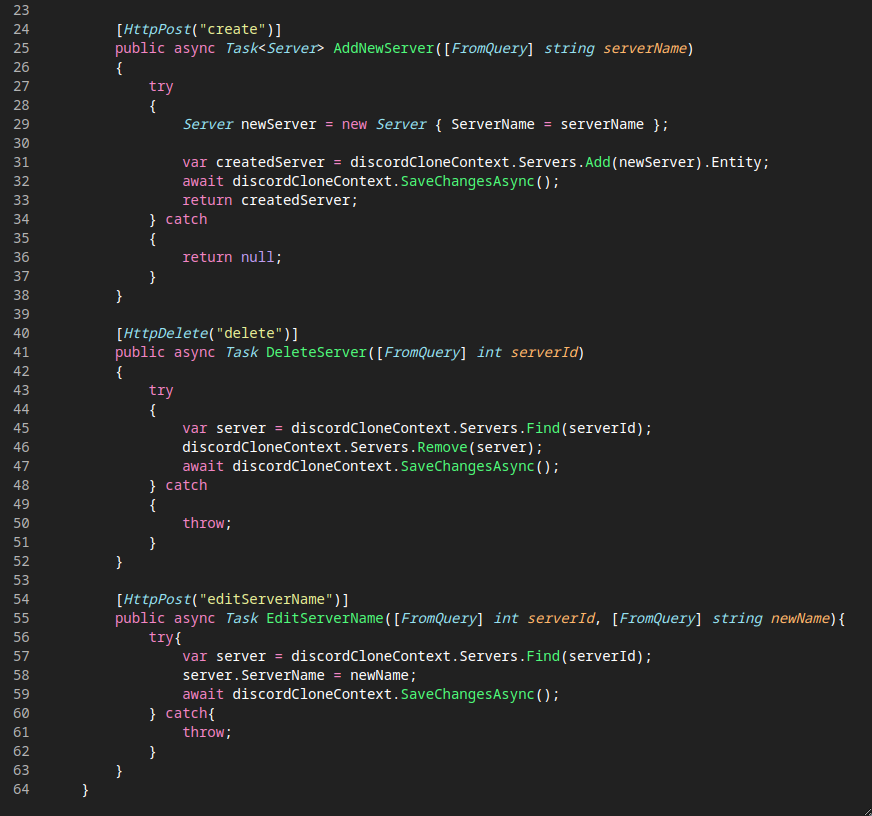 23
24 [HttpPost("create")]
25 public async Task<Server> AddNewServer([FromQuery] string serverName)
26 {
27 try
28 {
29 Server newServer = new Server { ServerName = serverName };
30
31 var createdServer = discordCloneContext.Servers.Add(newServer).Entity;
32 await discordCloneContext.SaveChangesAsync();
33 return createdServer;
34 } catch
35 {
36 return null;
37 }
38 }
39
40 [HttpDelete("delete")]
41 public async Task DeleteServer([FromQuery] int serverId)
42 {
43 try
44 {
45 var server = discordCloneContext.Servers.Find(serverId);
46 discordCloneContext.Servers.Remove(server);
47 await discordCloneContext.SaveChangesAsync();
48 } catch
49 {
50 throw;
51 }
52 }
53
54 [HttpPost("editServerName")]
55 public async Task EditServerName([FromQuery] int serverId, [FromQuery] string newName){
56 try{
57 var server = discordCloneContext.Servers.Find(serverId);
58 server.ServerName = newName;
59 await discordCloneContext.SaveChangesAsync();
60 } catch{
61 throw;
62 }
63 }
64 }